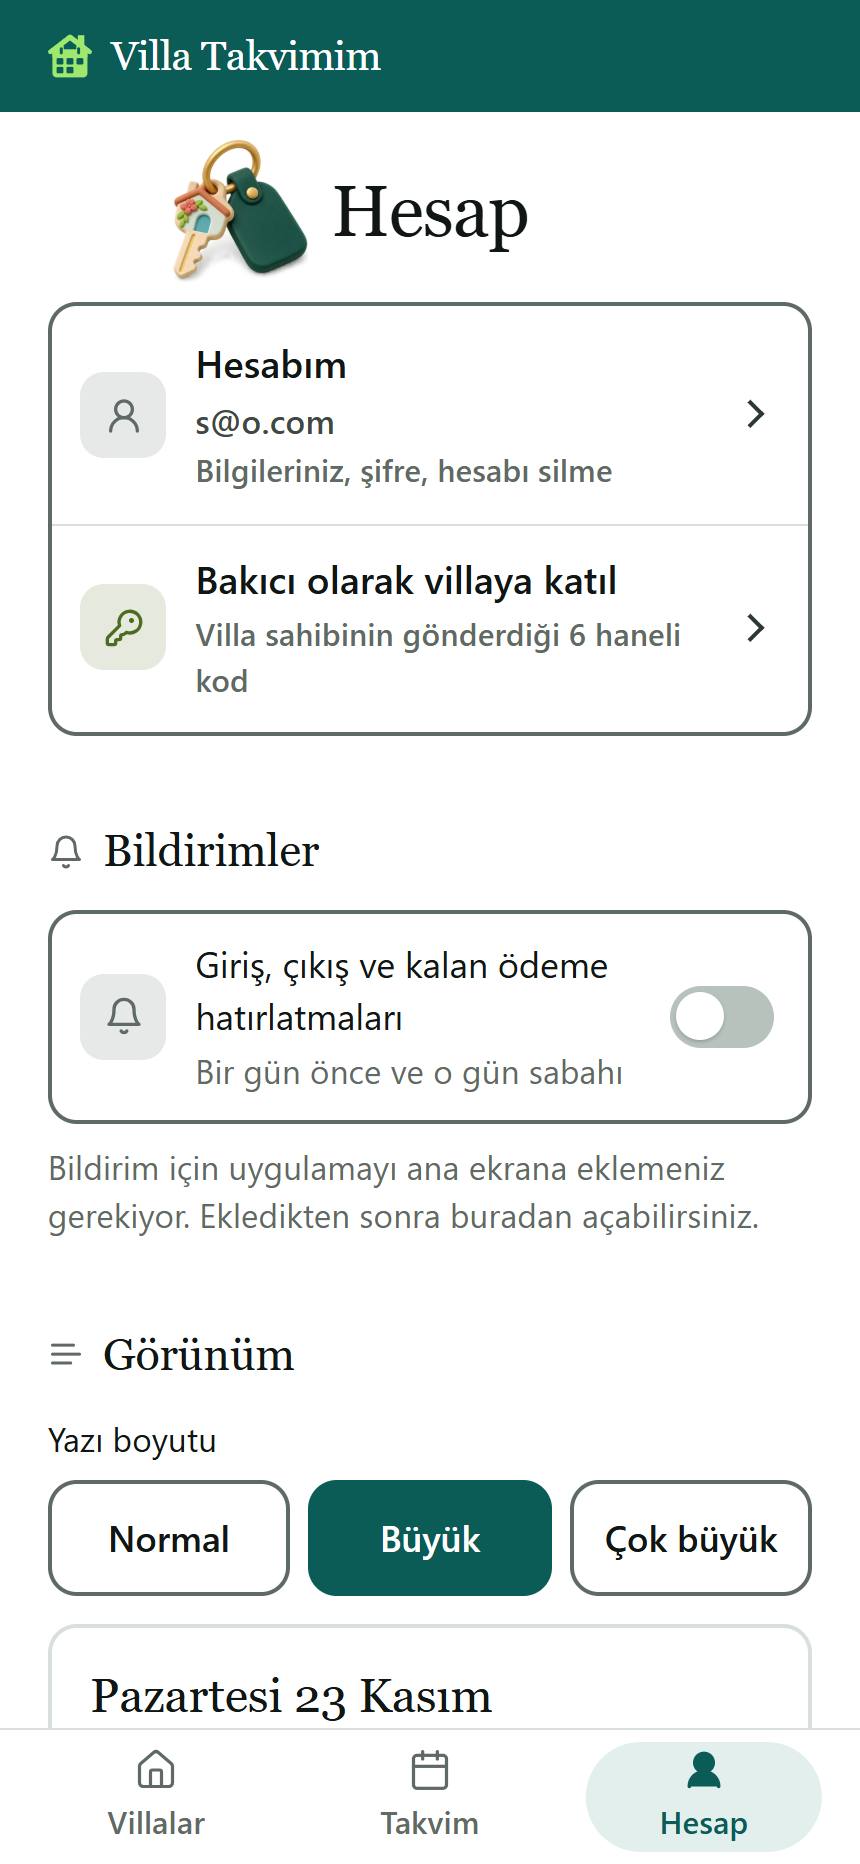 Villa Takvimim
Hesap
Hesabım
s@o.com
Bilgileriniz, şifre, hesabı silme
Bakıcı olarak villaya katıl
Villa sahibinin gönderdiği 6 haneli
kod
Bildirimler
Giriş, çıkış ve kalan ödeme
hatırlatmaları
Bir gün önce ve o gün sabahı
Bildirim için uygulamayı ana ekrana eklemeniz
gerekiyor. Ekledikten sonra buradan açabilirsiniz.
Görünüm
Yazı boyutu
Normal
Büyük
Çok büyük
Pazartesi 23 Kasım
Villalar
Takvim
Hesap